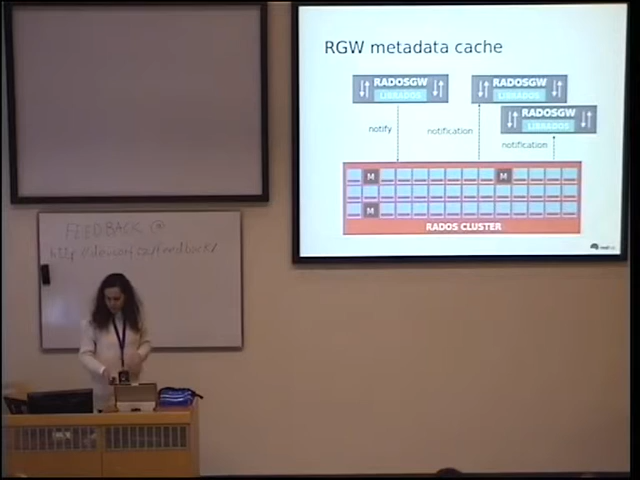 RGW metadata cache
RADOSGW
LIBRADOS
RADOSGW
LIBRADOS
RADOSGW
LIBRADOS
notify
notification
notification
M
M
M
RADOS CLUSTER
FEEDBACK @